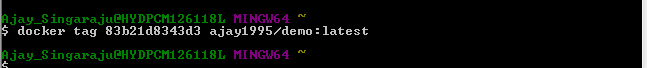 Ajay_Singaraju@HYDPCM126118L MINGW64 ~
$ docker tag 83b21d8343d3 ajay1995/demo:latest
Ajay_Singaraju@HYDPCM126118L MINGW64 ~
$